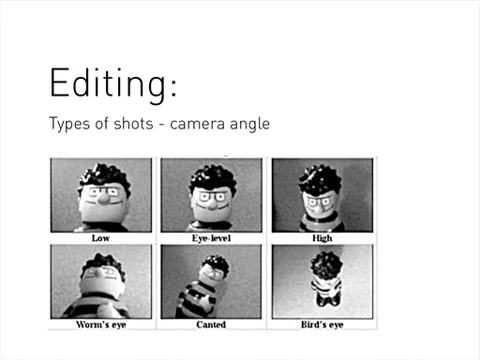 Editing:
Types of shots - camera angle
Low Eye-level High
Worm's eye Canted Bird's eye